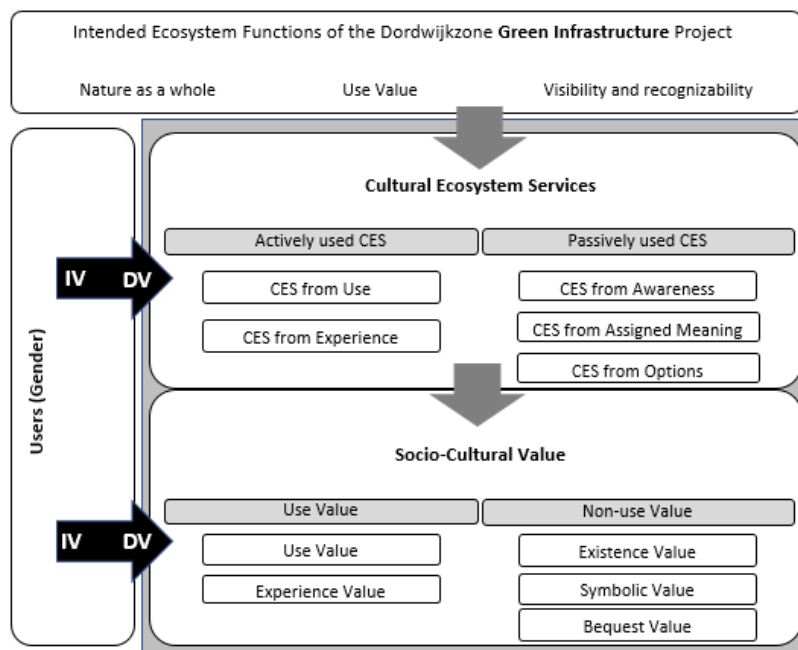 Intended Ecosystem Functions of the Dordwijkzone Green Infrastructure Project
Nature as a whole Use Value Visibility and recognizability
Users (Gender)
Cultural Ecosystem Services
Actively used CES Passively used CES
IV DV
CES from Use CES from Awareness
CES from Experience CES from Assigned Meaning
CES from Options
Socio-Cultural Value
Use Value Non-use Value
IV DV
Use Value Existence Value
Experience Value Symbolic Value
Bequest Value